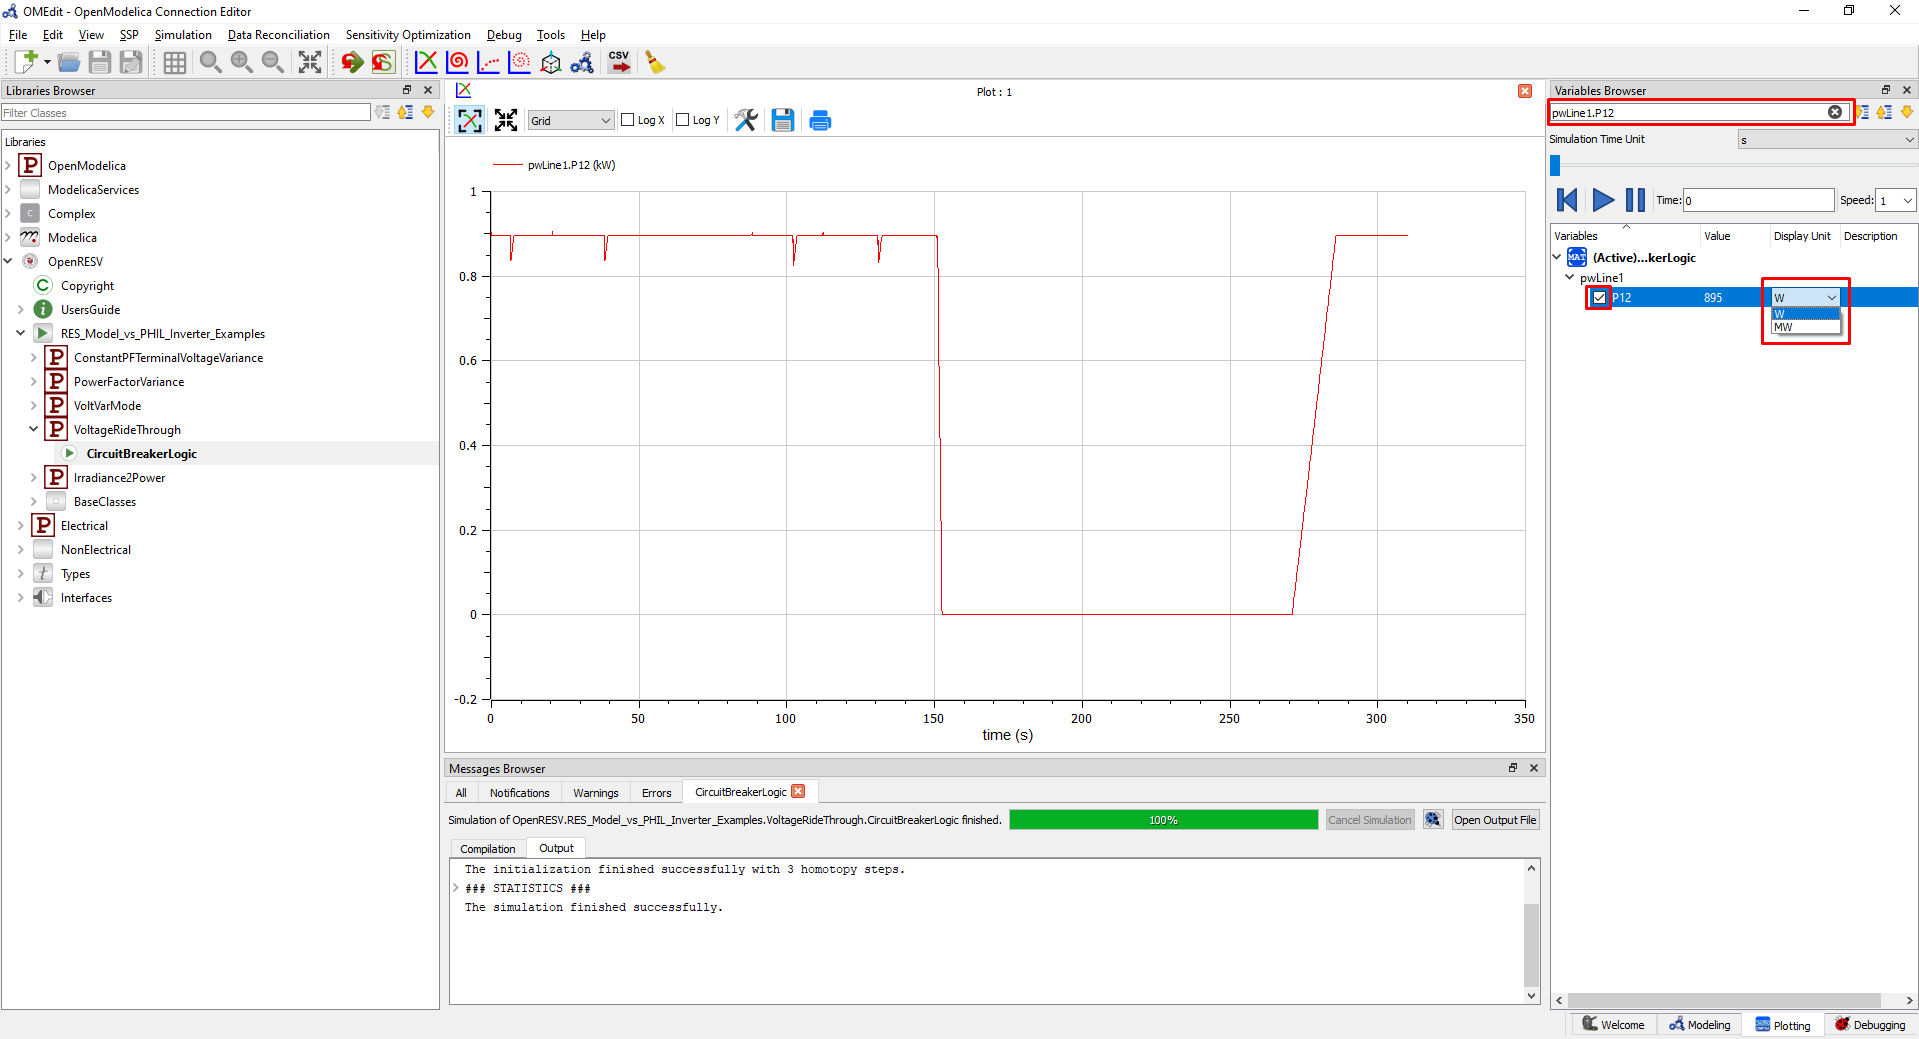 OMEdit - OpenModelica Connection Editor
File Edit View SSP Simulation Data Reconciliation Sensitivity Optimization Debug Tools Help
CSV
Libraries Browser
Filter Classes
Libraries
P OpenModelica
ModelicaServices
C Complex
m Modelica
OpenRESV
C Copyright
i UsersGuide
RES_Model_vs_PHIL_Inverter_Examples
P ConstantPFTerminalVoltageVariance
P PowerFactorVariance
P VoltVarMode
P VoltageRideThrough
CircuitBreakerLogic
P Irradiance2Power
BaseClasses
P Electrical
NonElectrical
t Types
Interfaces
Plot : 1
Grid Log X Log Y
pwLine1.P12 (kW)
1
0.8
0.6
0.4
0.2
0
-0.2
0 50 100 150 200 250 300 350
time (s)
Messages Browser
All Notifications Warnings Errors CircuitBreakerLogic
Simulation of OpenRESV.RES_Model_vs_PHIL_Inverter_Examples.VoltageRideThrough.CircuitBreakerLogic finished. 100% Cancel Simulation Open Output File
Compilation Output
The initialization finished successfully with 3 homotopy steps.
### STATISTICS ###
The simulation finished successfully.
Variables Browser
pwLine1.P12
Simulation Time Unit s
Time: 0 Speed: 1
Variables Value Display Unit Description
MAT (Active)...kerLogic
pwLine1
P12 895 W
W
MW
Welcome Modeling Plotting Debugging